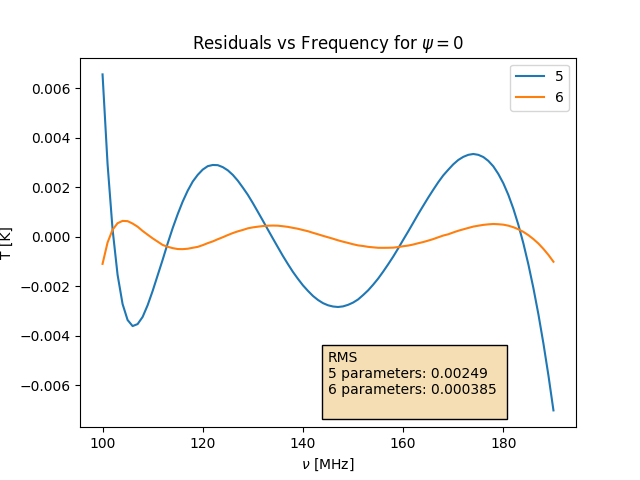 Residuals vs Frequency for ψ = 0
5
6
0.006
0.004
0.002
0.000
−0.002
−0.004
−0.006
T [K]
RMS
5 parameters: 0.00249
6 parameters: 0.000385
100 120 140 160 180
ν [MHz]